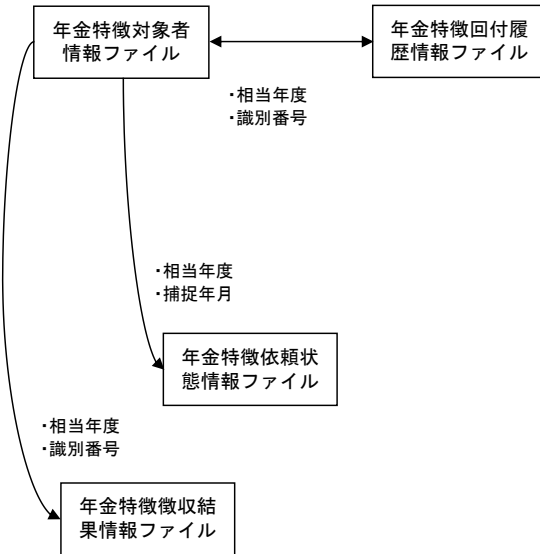 年金特徴対象者
情報ファイル
年金特徴回付履
歴情報ファイル
・相当年度
・識別番号
・相当年度
・捕捉年月
年金特徴依頼状
態情報ファイル
・相当年度
・識別番号
年金特徴徴収結
果情報ファイル